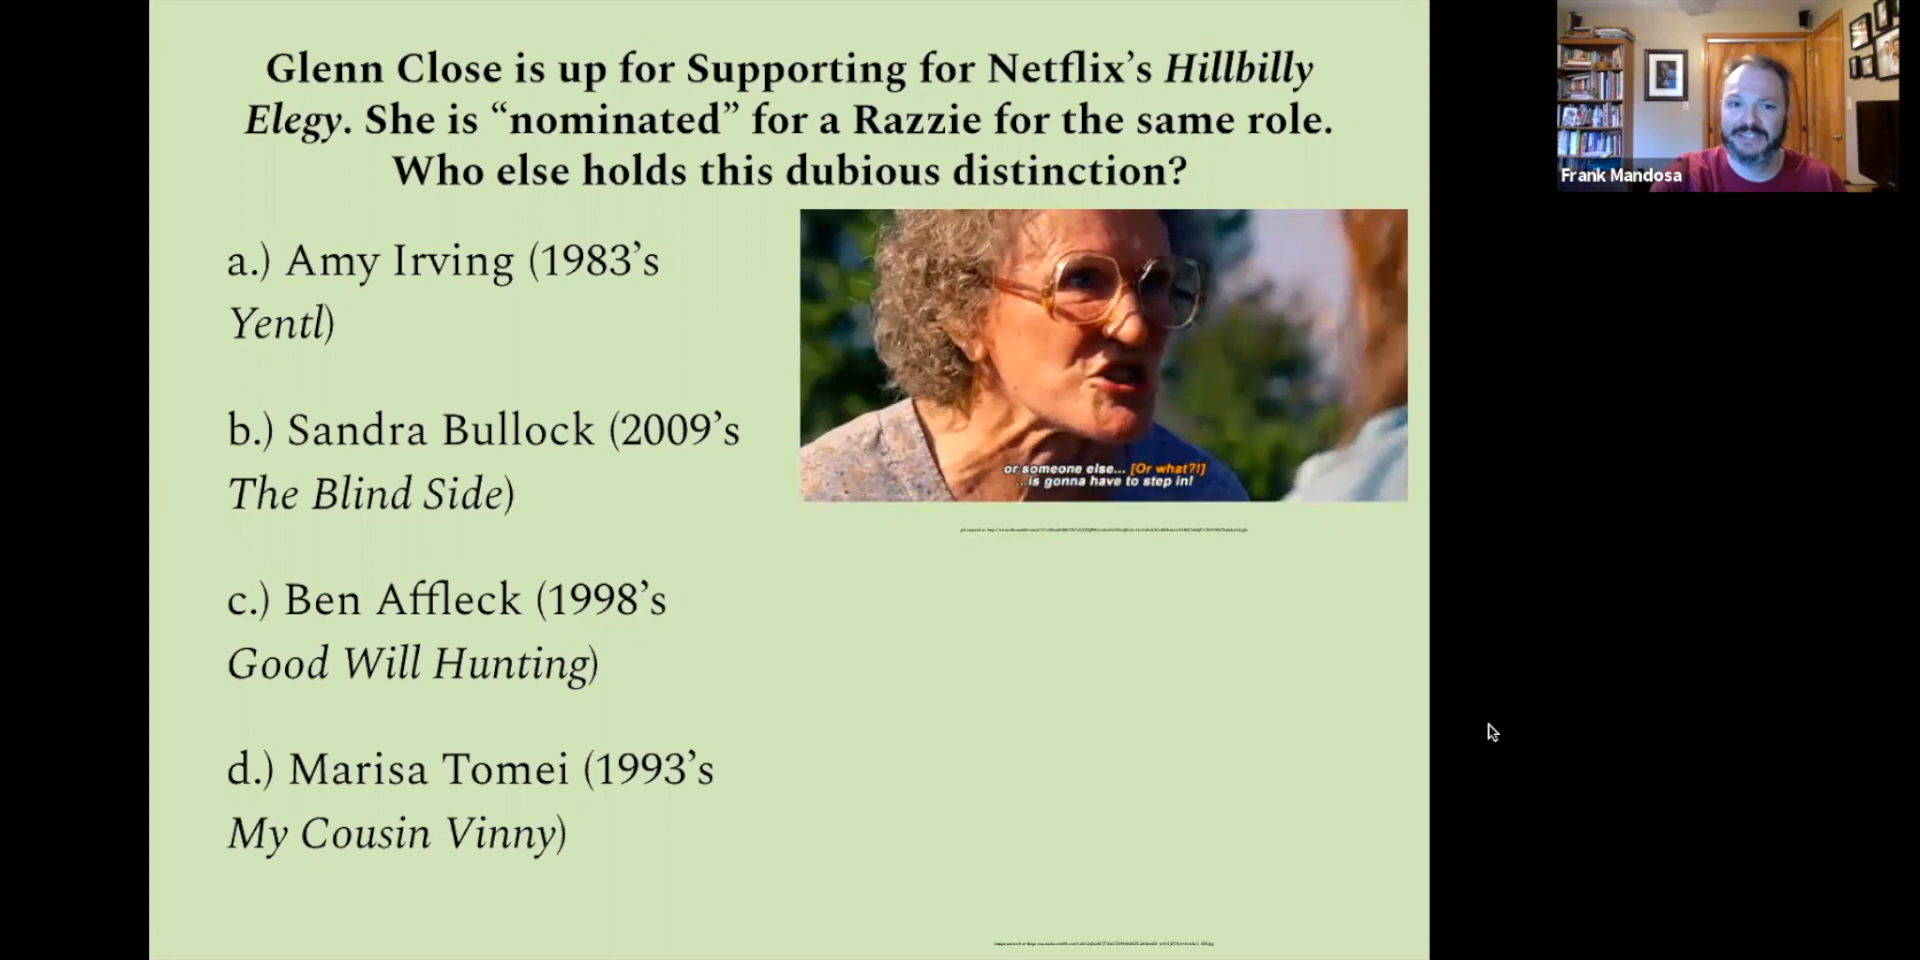 Glenn Close is up for Supporting for Netflix’s Hillbilly
Elegy. She is “nominated” for a Razzie for the same role.
Who else holds this dubious distinction?
a.) Amy Irving (1983’s
Yentl)
b.) Sandra Bullock (2009’s
The Blind Side)
c.) Ben Affleck (1998’s
Good Will Hunting)
d.) Marisa Tomei (1993’s
My Cousin Vinny)
or someone else... [Or what?!]
...is gonna have to step in!
Frank Mandosa